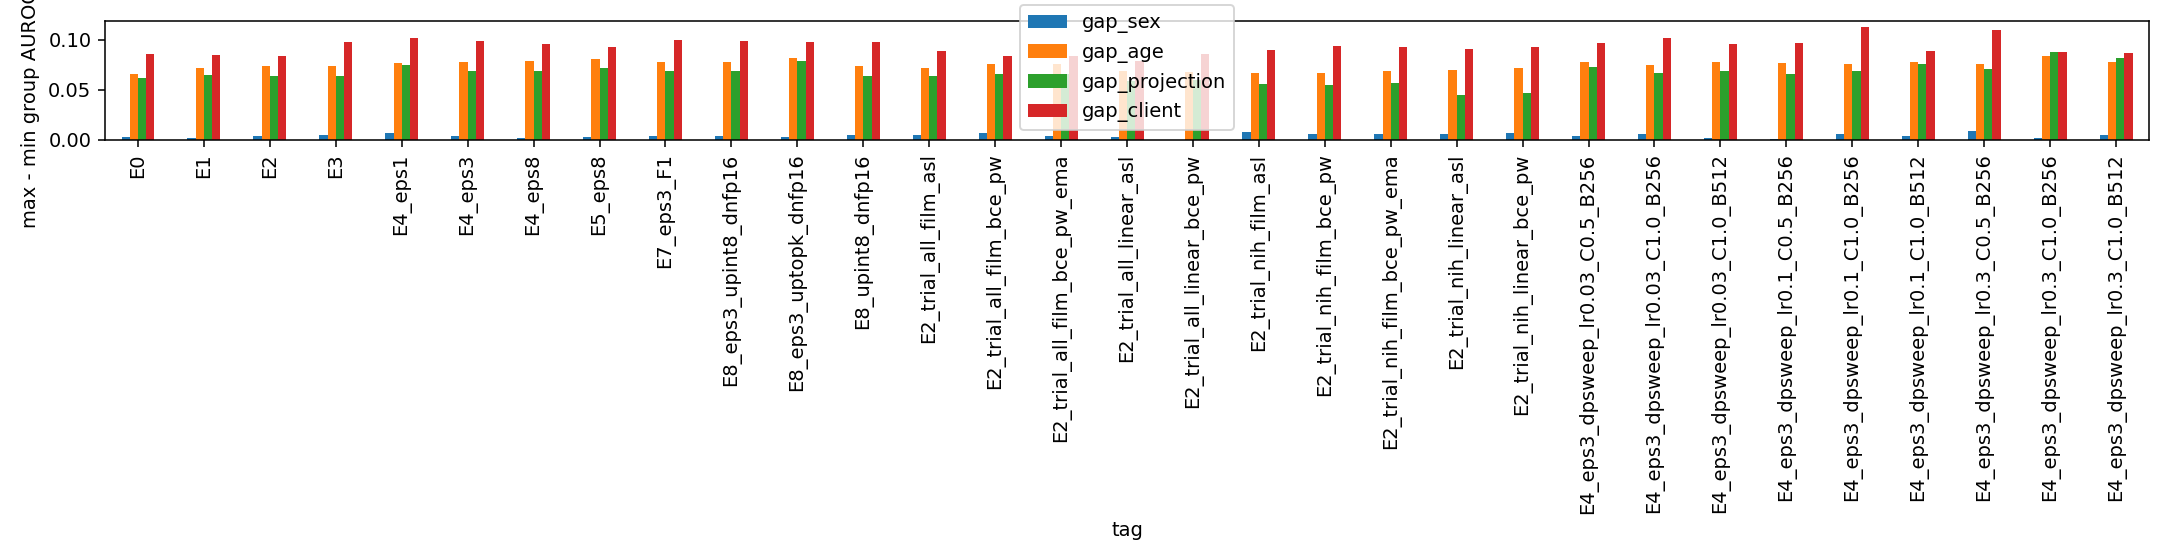 max - min group AUROC
0.10
0.05
0.00
gap_sex
gap_age
gap_projection
gap_client
E0
E1
E2
E3
E4_eps1
E4_eps3
E4_eps8
E5_eps8
E7_eps3_F1
E8_eps3_upint8_dnfp16
E8_eps3_uptopk_dnfp16
E8_upint8_dnfp16
E2_trial_all_film_asl
E2_trial_all_film_bce_pw
E2_trial_all_film_bce_pw_ema
E2_trial_all_linear_asl
E2_trial_all_linear_bce_pw
E2_trial_nih_film_asl
E2_trial_nih_film_bce_pw
E2_trial_nih_film_bce_pw_ema
E2_trial_nih_linear_asl
E2_trial_nih_linear_bce_pw
E4_eps3_dpsweep_lr0.03_C0.5_B256
E4_eps3_dpsweep_lr0.03_C1.0_B256
E4_eps3_dpsweep_lr0.03_C1.0_B512
E4_eps3_dpsweep_lr0.1_C0.5_B256
E4_eps3_dpsweep_lr0.1_C1.0_B256
E4_eps3_dpsweep_lr0.1_C1.0_B512
E4_eps3_dpsweep_lr0.3_C0.5_B256
E4_eps3_dpsweep_lr0.3_C1.0_B256
E4_eps3_dpsweep_lr0.3_C1.0_B512
tag